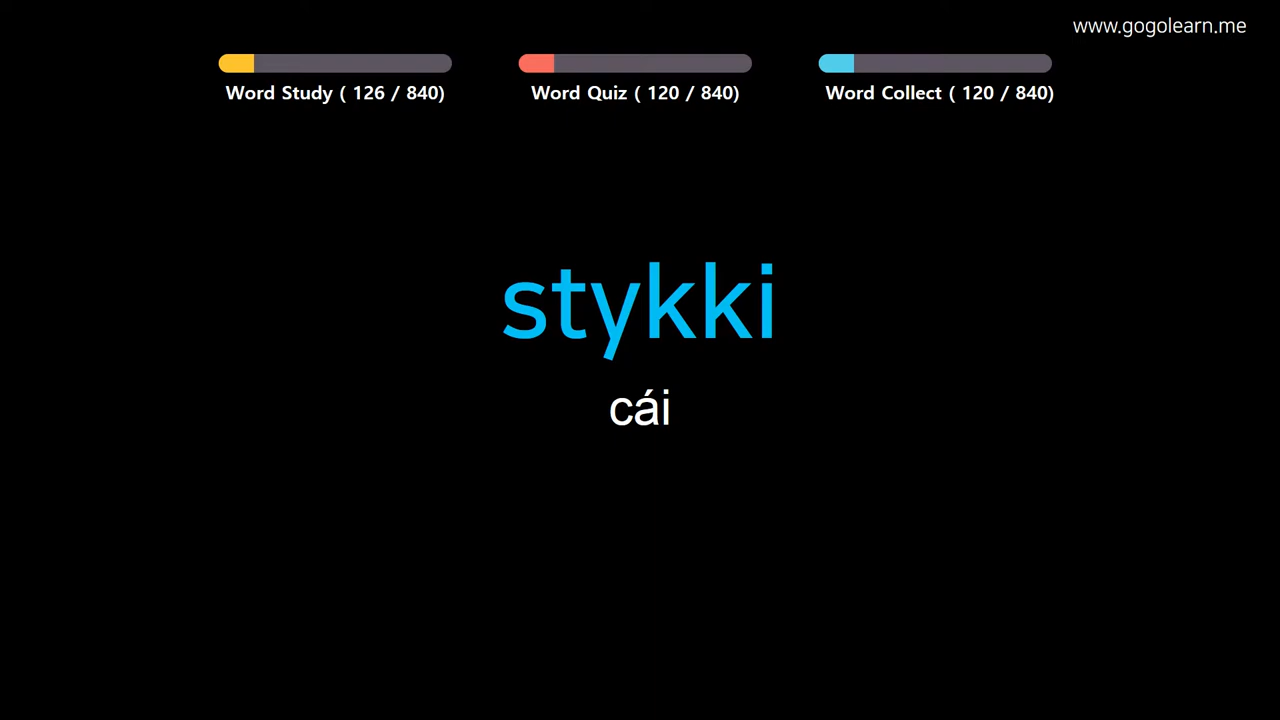 www.gogolearn.me
Word Study ( 126 / 840)
Word Quiz ( 120 / 840)
Word Collect ( 120 / 840)
stykki
cái